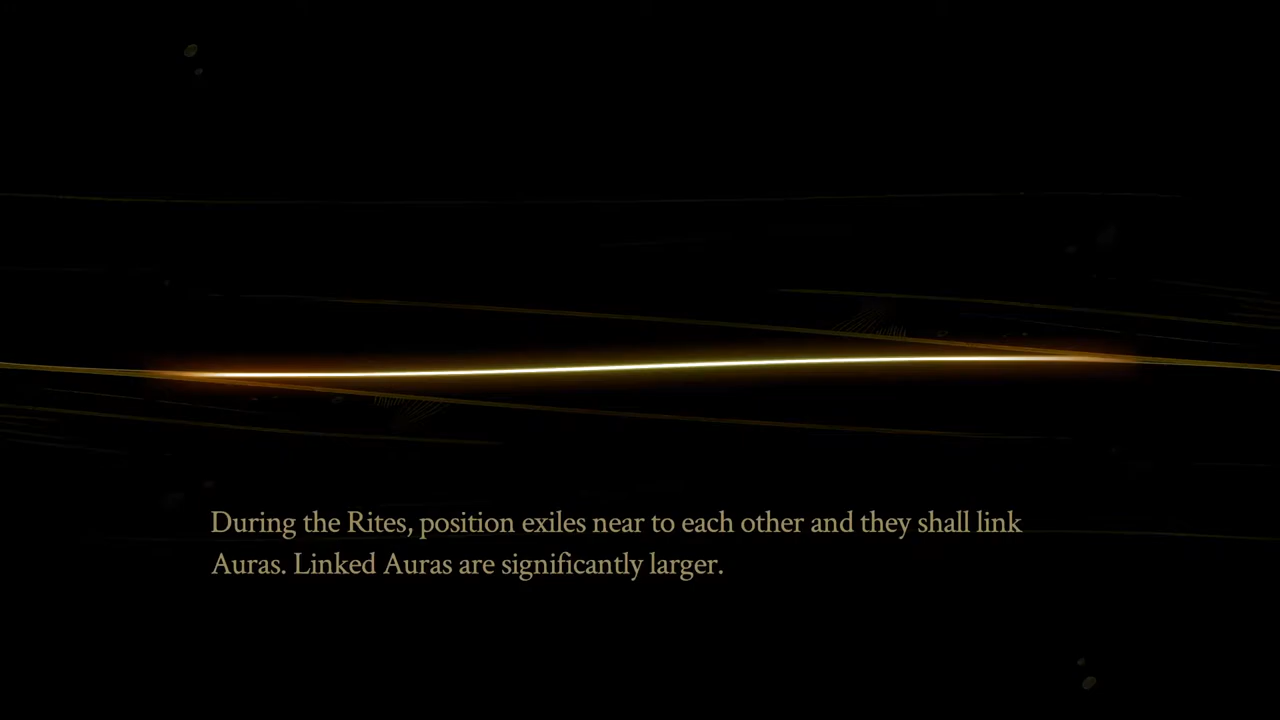 During the Rites, position exiles near to each other and they shall link
Auras. Linked Auras are significantly larger.